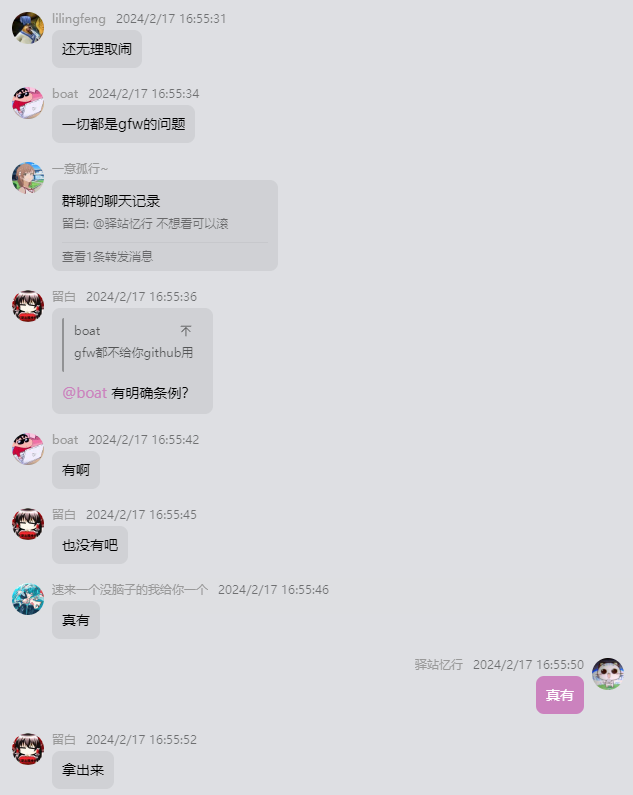 lilingfeng 2024/2/17 16:55:31
还无理取闹
boat 2024/2/17 16:55:34
一切都是gfw的问题
一意孤行~
群聊的聊天记录
留白: @驿站忆行 不想看可以滚
查看1条转发消息
留白 2024/2/17 16:55:36
boat
gfw都不给你github用
@boat 有明确条例?
boat 2024/2/17 16:55:42
有啊
留白 2024/2/17 16:55:45
也没有吧
速来一个没脑子的我给你一个 2024/2/17 16:55:46
真有
驿站忆行 2024/2/17 16:55:50
真有
留白 2024/2/17 16:55:52
拿出来